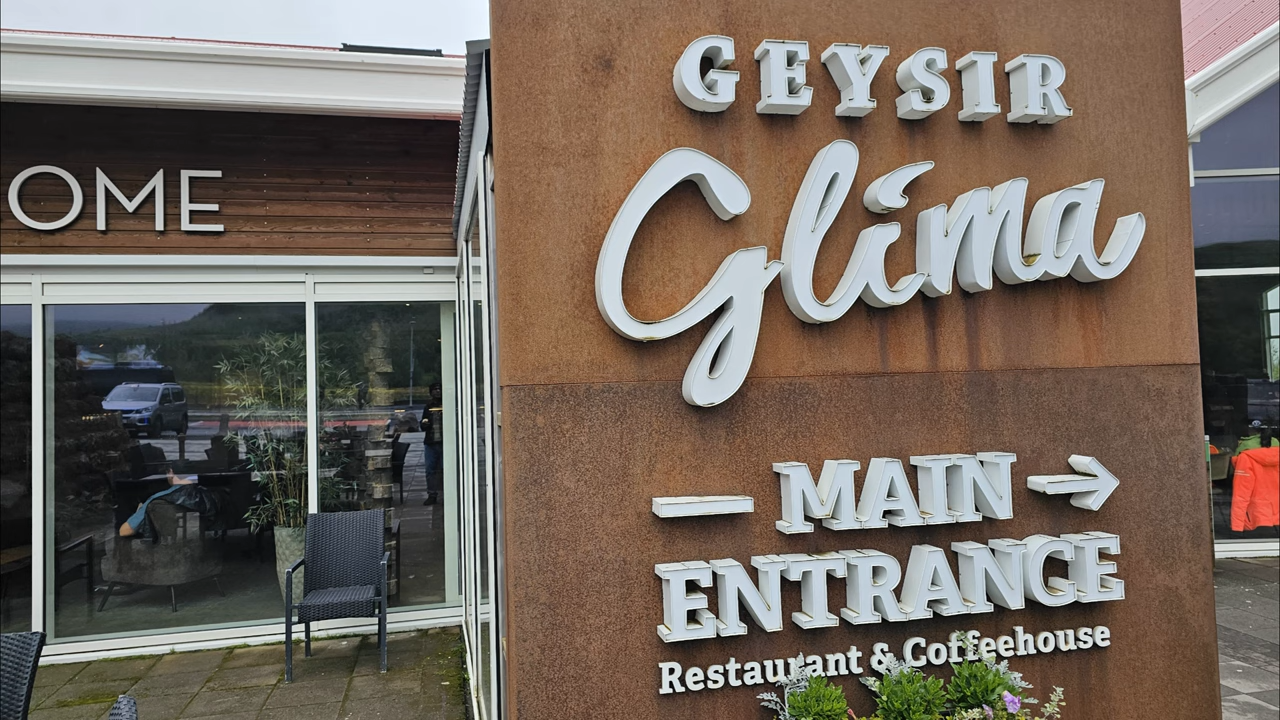 OME
GEYSIR
Glíma
— MAIN →
ENTRANCE
Restaurant & Coffeehouse